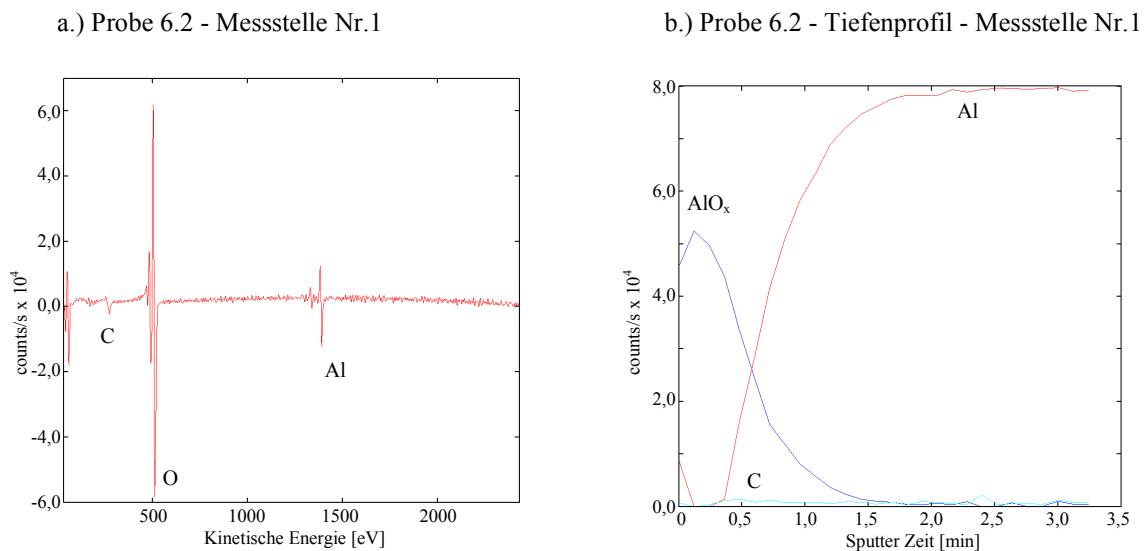 a.) Probe 6.2 - Messstelle Nr.1
counts/s x 10⁴
6,0
4,0
2,0
0,0
-2,0
-4,0
-6,0
C
O
Al
500
1000
1500
2000
Kinetische Energie [eV]
b.) Probe 6.2 - Tiefenprofil - Messstelle Nr.1
counts/s x 10⁴
8,0
6,0
4,0
2,0
0,0
AlOₓ
Al
C
0
0,5
1,0
1,5
2,0
2,5
3,0
3,5
Sputter Zeit [min]